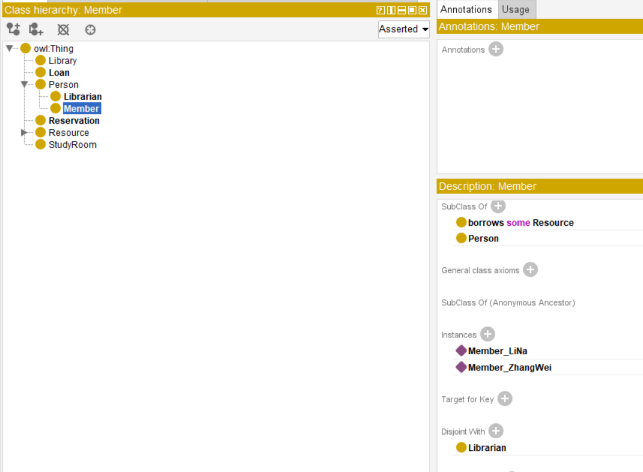 Class hierarchy: Member
Asserted
owl:Thing
Library
Loan
Person
Librarian
Member
Reservation
Resource
StudyRoom
Annotations Usage
Annotations: Member
Annotations
Description: Member
SubClass Of
borrows some Resource
Person
General class axioms
SubClass Of (Anonymous Ancestor)
Instances
Member_LiNa
Member_ZhangWei
Target for Key
Disjoint With
Librarian